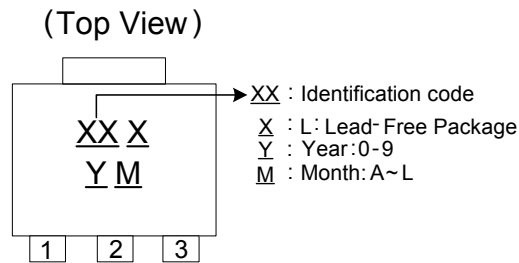 (Top View)
XX X
Y M
1 2 3
XX : Identification code
X : L: Lead-Free Package
Y : Year:0-9
M : Month: A~L